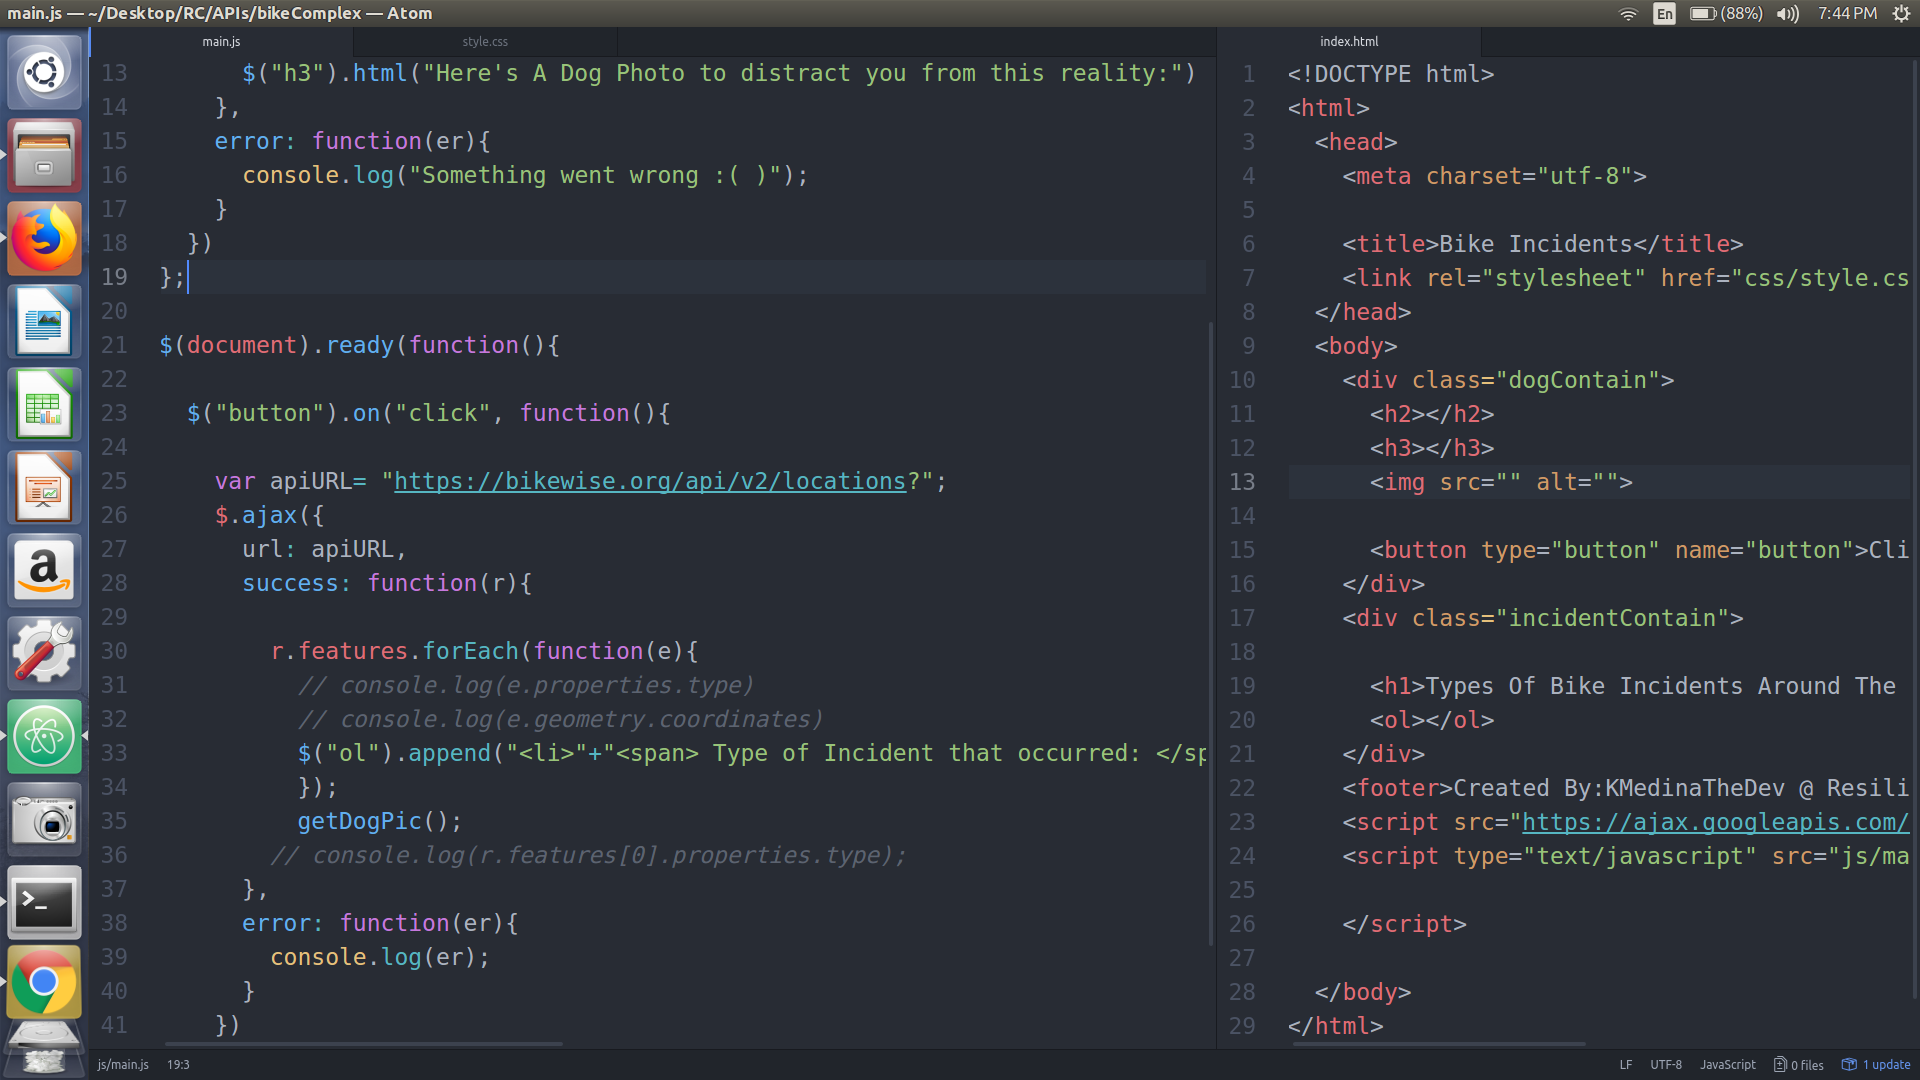 main.js — ~/Desktop/RC/APIs/bikeComplex — Atom
En (88%) 7:44 PM
main.js
style.css
index.html
13 $("h3").html("Here's A Dog Photo to distract you from this reality:")
14 },
15 error: function(er){
16 console.log("Something went wrong :( )");
17 }
18 })
19 };
20
21 $(document).ready(function(){
22
23 $("button").on("click", function(){
24
25 var apiURL= "https://bikewise.org/api/v2/locations?";
26 $.ajax({
27 url: apiURL,
28 success: function(r){
29
30 r.features.forEach(function(e){
31 // console.log(e.properties.type)
32 // console.log(e.geometry.coordinates)
33 $("ol").append("<li>"+"<span> Type of Incident that occurred: </sp
34 });
35 getDogPic();
36 // console.log(r.features[0].properties.type);
37 },
38 error: function(er){
39 console.log(er);
40 }
41 })
1 <!DOCTYPE html>
2 <html>
3 <head>
4 <meta charset="utf-8">
5
6 <title>Bike Incidents</title>
7 <link rel="stylesheet" href="css/style.cs
8 </head>
9 <body>
10 <div class="dogContain">
11 <h2></h2>
12 <h3></h3>
13 <img src="" alt="">
14
15 <button type="button" name="button">Cli
16 </div>
17 <div class="incidentContain">
18
19 <h1>Types Of Bike Incidents Around The
20 <ol></ol>
21 </div>
22 <footer>Created By:KMedinaTheDev @ Resili
23 <script src="https://ajax.googleapis.com/
24 <script type="text/javascript" src="js/ma
25
26 </script>
27
28 </body>
29 </html>
js/main.js 19:3
LF UTF-8 JavaScript 0 files 1 update